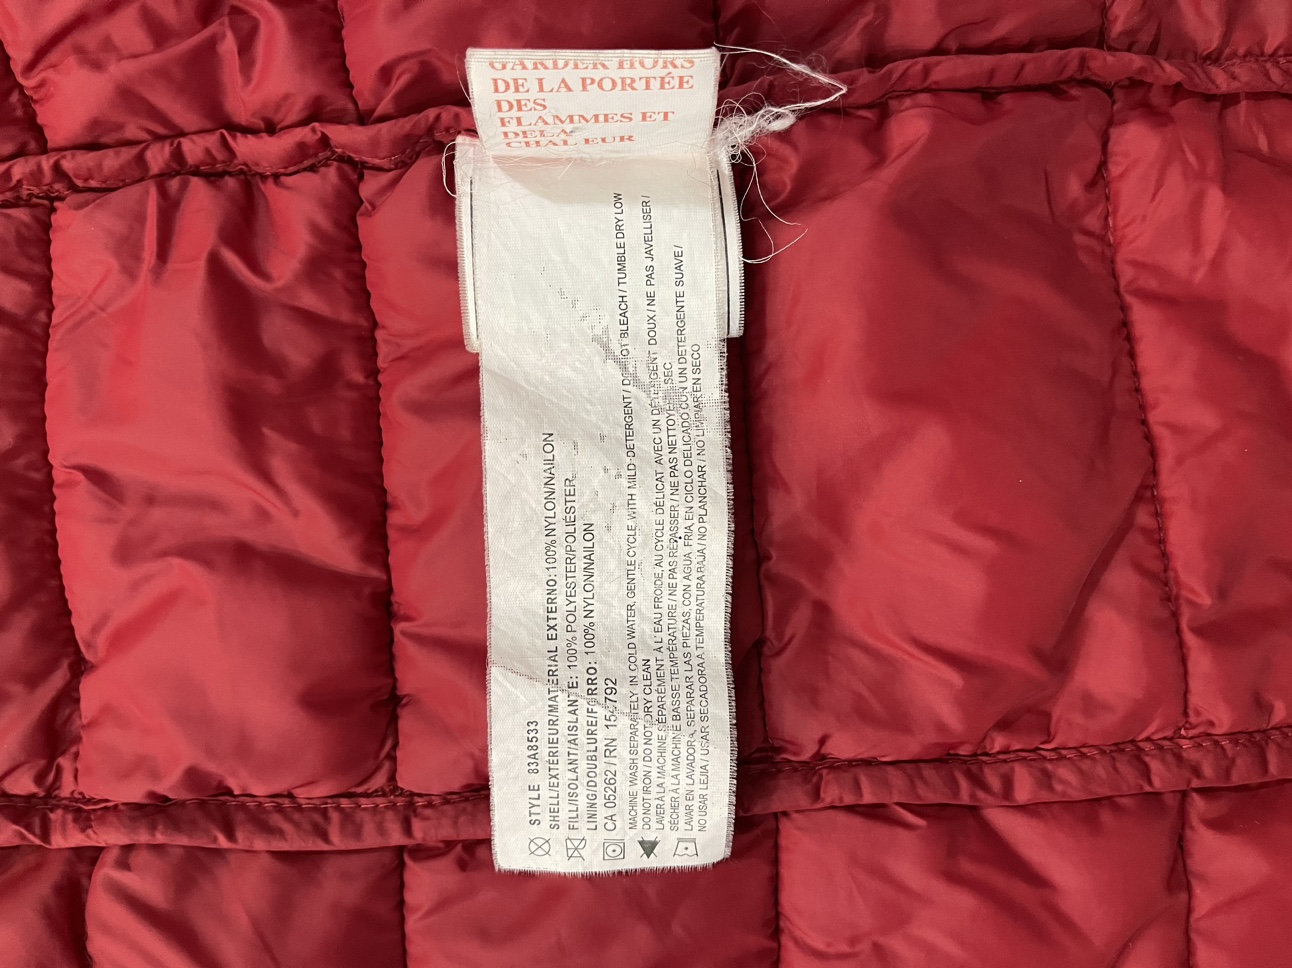 GARDER HORS
DE LA PORTÉE
DES
FLAMMES ET
DE LA
CHALEUR
STYLE 8JA8533
SHELL/EXTÉRIEUR/MATERIAL EXTERNO: 100% NYLON/NAILON
FILL/ISOLANT/AISLANTE: 100% POLYESTER/POLIÉSTER
LINING/DOUBLURE/FORRO: 100% NYLON/NAILON
CA 05262 / RN
MACHINE WASH SEPARATELY IN COLD WATER, GENTLE CYCLE, WITH MILD-DETERGENT / DO NOT BLEACH / TUMBLE DRY LOW
DO NOT IRON / DO NOT DRY CLEAN
LAVER À LA MACHINE SÉPARÉMENT À L'EAU FROIDE, AU CYCLE DÉLICAT AVEC UN DÉTERGENT DOUX / NE PAS JAVELLISER /
SÉCHER À LA MACHINE BASSE TEMPÉRATURE / NE PAS REPASSER / NE PAS NETTOYER SEC
LAVAR EN LAVADORA, SEPARAR LAS PIEZAS, CON AGUA FRIA, EN CICLO DELICADO CON UN DETERGENTE SUAVE /
NO USAR LEJIA / USAR SECADORA A TEMPERATURA BAJA / NO PLANCHAR / NO LIMPIAR EN SECO